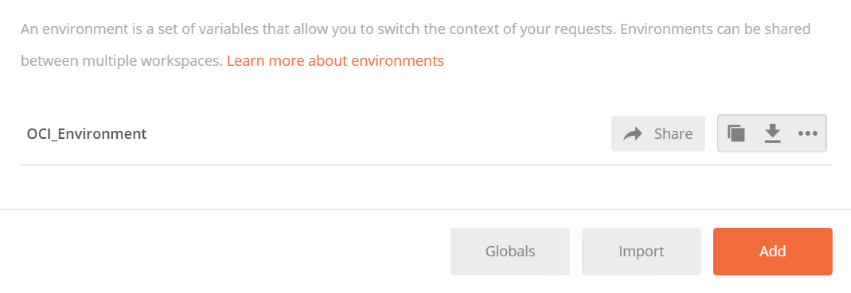 An environment is a set of variables that allow you to switch the context of your requests. Environments can be shared
between multiple workspaces. Learn more about environments
OCI_Environment Share
Globals Import Add